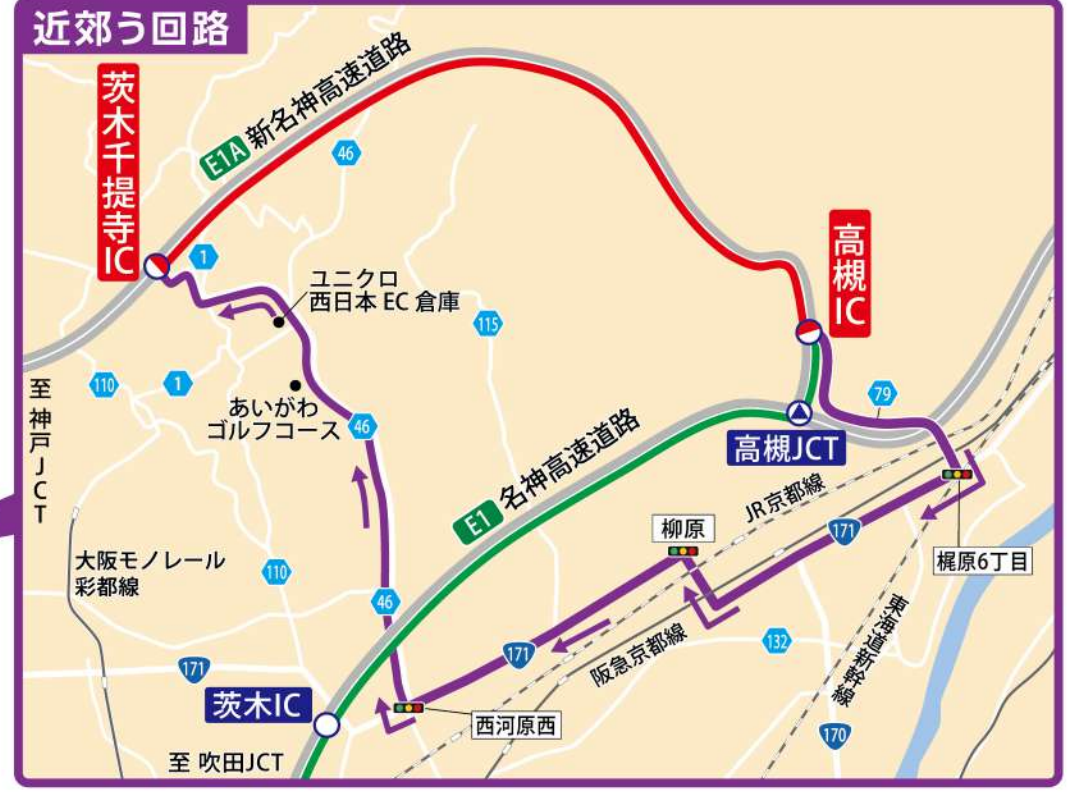 近郊う回路
茨木千提寺IC
E1A 新名神高速道路
46
1
ユニクロ
西日本 EC 倉庫
115
高槻IC
至神戸JCT
110
1
あいがわ
ゴルフコース
46
79
高槻JCT
E1 名神高速道路
JR京都線
171
柳原
梶原6丁目
大阪モノレール
彩都線
110
46
171
阪急京都線
132
東海道新幹線
171
茨木IC
西河原西
170
至 吹田JCT